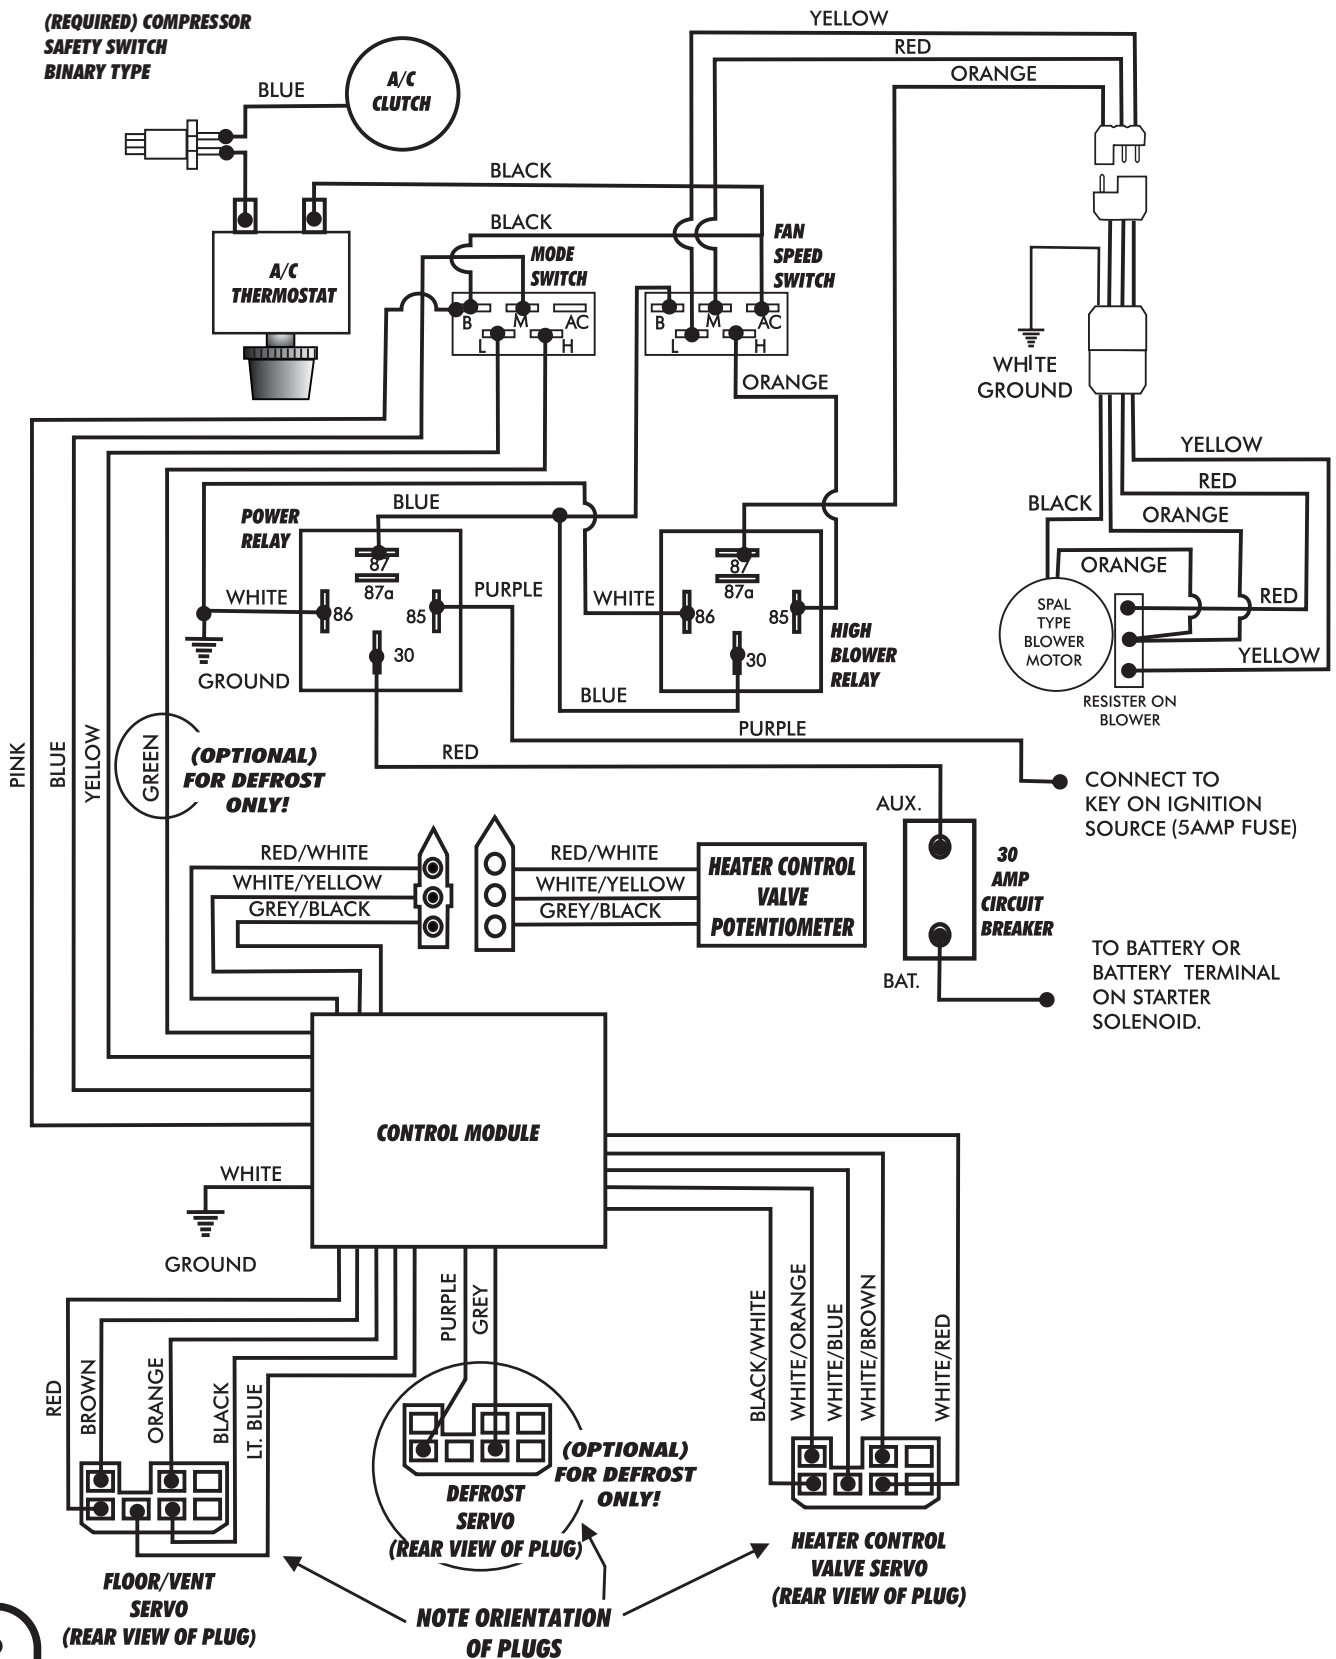 (REQUIRED) COMPRESSOR
SAFETY SWITCH
BINARY TYPE
BLUE
A/C
CLUTCH
YELLOW
RED
ORANGE
BLACK
BLACK
MODE
SWITCH
FAN
SPEED
SWITCH
A/C
THERMOSTAT
B
M
AC
L
H
B
M
AC
L
H
ORANGE
WHITE
GROUND
YELLOW
RED
BLACK
ORANGE
ORANGE
RED
YELLOW
SPAL
TYPE
BLOWER
MOTOR
RESISTER ON
BLOWER
POWER
RELAY
BLUE
87
87a
86
85
30
WHITE
PURPLE
GROUND
WHITE
87
87a
86
85
30
HIGH
BLOWER
RELAY
BLUE
PURPLE
RED
PINK
BLUE
YELLOW
GREEN
(OPTIONAL)
FOR DEFROST
ONLY!
CONNECT TO
KEY ON IGNITION
SOURCE (5AMP FUSE)
AUX.
30
AMP
CIRCUIT
BREAKER
BAT.
TO BATTERY OR
BATTERY TERMINAL
ON STARTER
SOLENOID.
RED/WHITE
WHITE/YELLOW
GREY/BLACK
RED/WHITE
WHITE/YELLOW
GREY/BLACK
HEATER CONTROL
VALVE
POTENTIOMETER
CONTROL MODULE
WHITE
GROUND
RED
BROWN
ORANGE
BLACK
LT. BLUE
PURPLE
GREY
BLACK/WHITE
WHITE/ORANGE
WHITE/BLUE
WHITE/BROWN
WHITE/RED
(OPTIONAL)
FOR DEFROST
ONLY!
DEFROST
SERVO
(REAR VIEW OF PLUG)
FLOOR/VENT
SERVO
(REAR VIEW OF PLUG)
HEATER CONTROL
VALVE SERVO
(REAR VIEW OF PLUG)
NOTE ORIENTATION
OF PLUGS